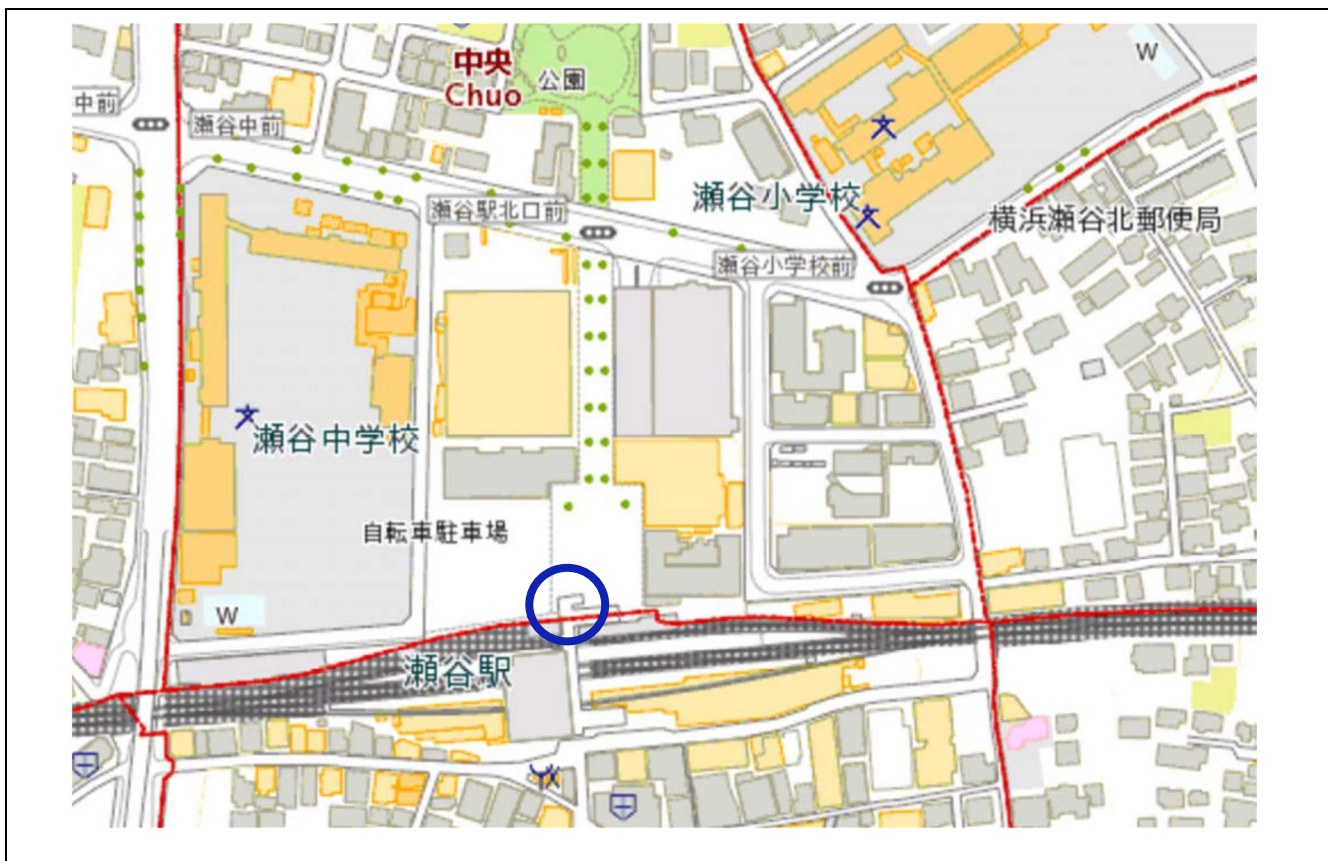 中央
Chuo
公園
W
中前
瀬谷中前
瀬谷駅北口前
瀬谷小学校
横浜瀬谷北郵便局
瀬谷小学校前
瀬谷中学校
自転車駐車場
W
瀬谷駅